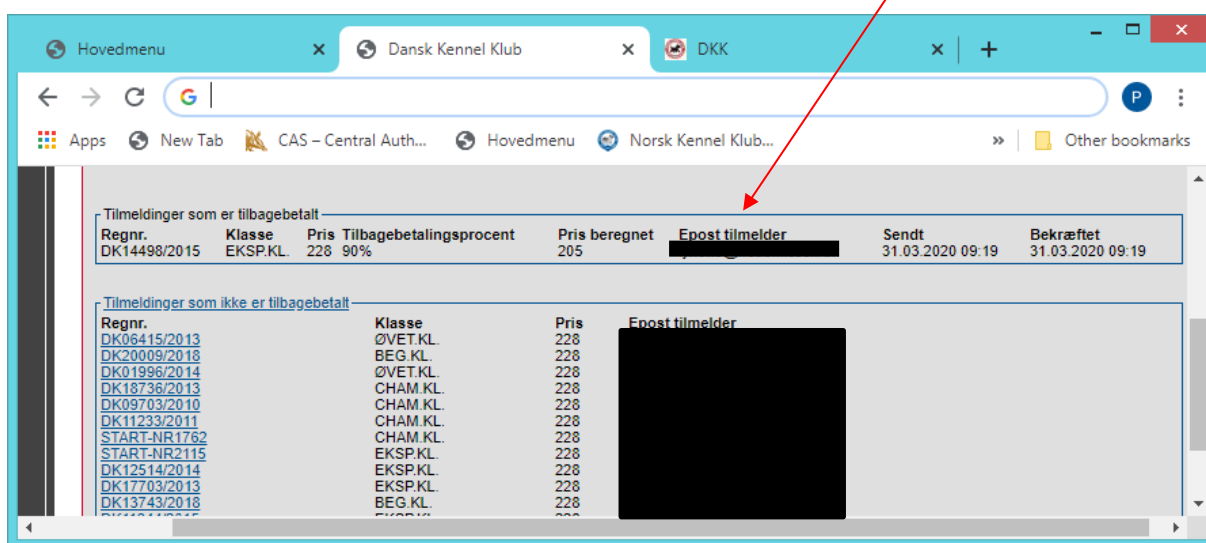 Hovedmenu Dansk Kennel Klub DKK
G
P
Apps New Tab CAS – Central Auth... Hovedmenu Norsk Kennel Klub... » Other bookmarks
Tilmeldinger som er tilbagebetalt
Regnr. Klasse Pris Tilbagebetalingsprocent Pris beregnet Epost tilmelder Sendt Bekræftet
DK14498/2015 EKSP.KL. 228 90% 205 31.03.2020 09:19 31.03.2020 09:19
Tilmeldinger som ikke er tilbagebetalt
Regnr. Klasse Pris Epost tilmelder
DK06415/2013 ØVET.KL. 228
DK20009/2018 BEG.KL. 228
DK01996/2014 ØVET.KL. 228
DK18736/2013 CHAM.KL. 228
DK09703/2010 CHAM.KL. 228
DK11233/2011 CHAM.KL. 228
START-NR1762 CHAM.KL. 228
START-NR2115 EKSP.KL. 228
DK12514/2014 EKSP.KL. 228
DK17703/2013 EKSP.KL. 228
DK13743/2018 BEG.KL. 228